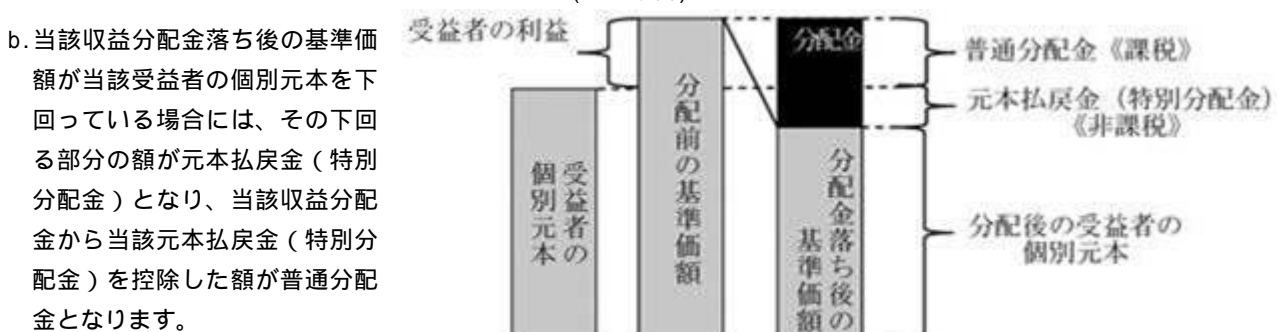 b.当該収益分配金落ち後の基準価
額が当該受益者の個別元本を下
回っている場合には、その下回
る部分の額が元本払戻金(特別
分配金)となり、当該収益分配
金から当該元本払戻金(特別分
配金)を控除した額が普通分配
金となります。
受益者の利益
受益者の
個別元本
分配前の基準価額
分配金
分配金落ち後の
基準価額
普通分配金《課税》
元本払戻金(特別分配金)
《非課税》
分配後の受益者の
個別元本